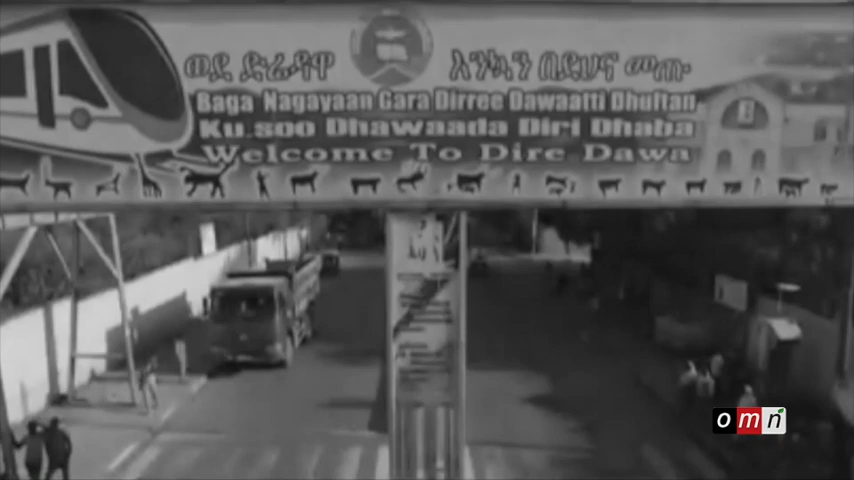 ወደ ድሬዳዋ እንኳን በደህና መጡ
Baga Nagayaan Gara Dirree Dawaatti Dhuftan
Ku.soo Dhawaada Diri Dhaba
Welcome To Dire Dawa
omn